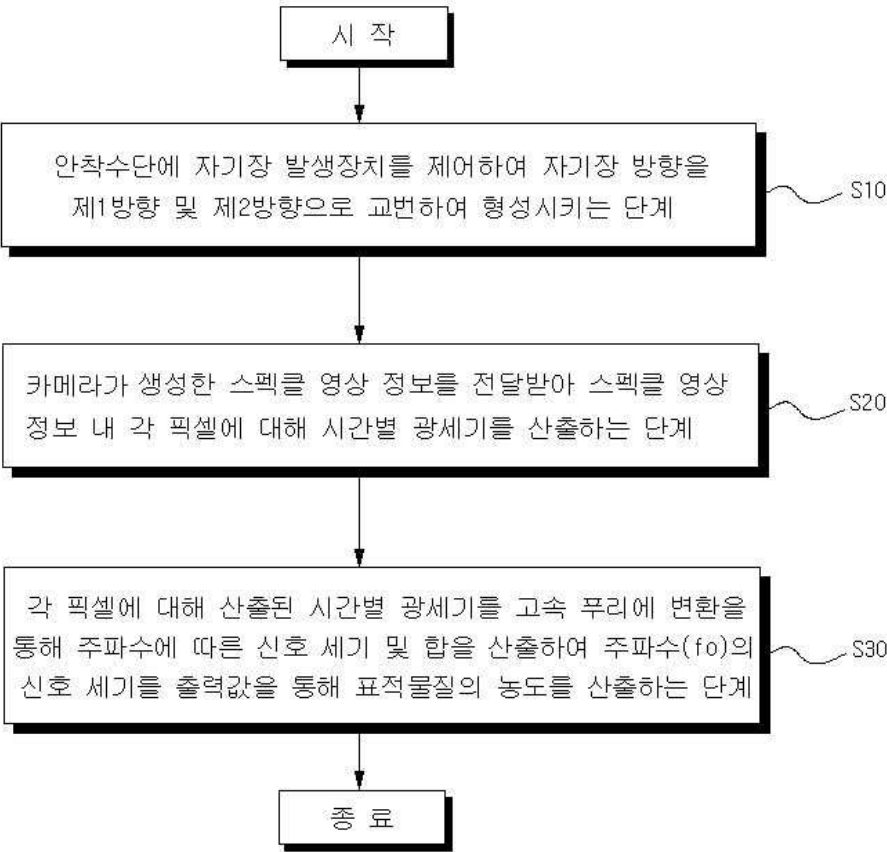 시 작
안착수단에 자기장 발생장치를 제어하여 자기장 방향을
제1방향 및 제2방향으로 교번하여 형성시키는 단계
S10
카메라가 생성한 스펙클 영상 정보를 전달받아 스펙클 영상
정보 내 각 픽셀에 대해 시간별 광세기를 산출하는 단계
S20
각 픽셀에 대해 산출된 시간별 광세기를 고속 푸리에 변환을
통해 주파수에 따른 신호 세기 및 합을 산출하여 주파수(fo)의
신호 세기를 출력값을 통해 표적물질의 농도를 산출하는 단계
S30
종 료